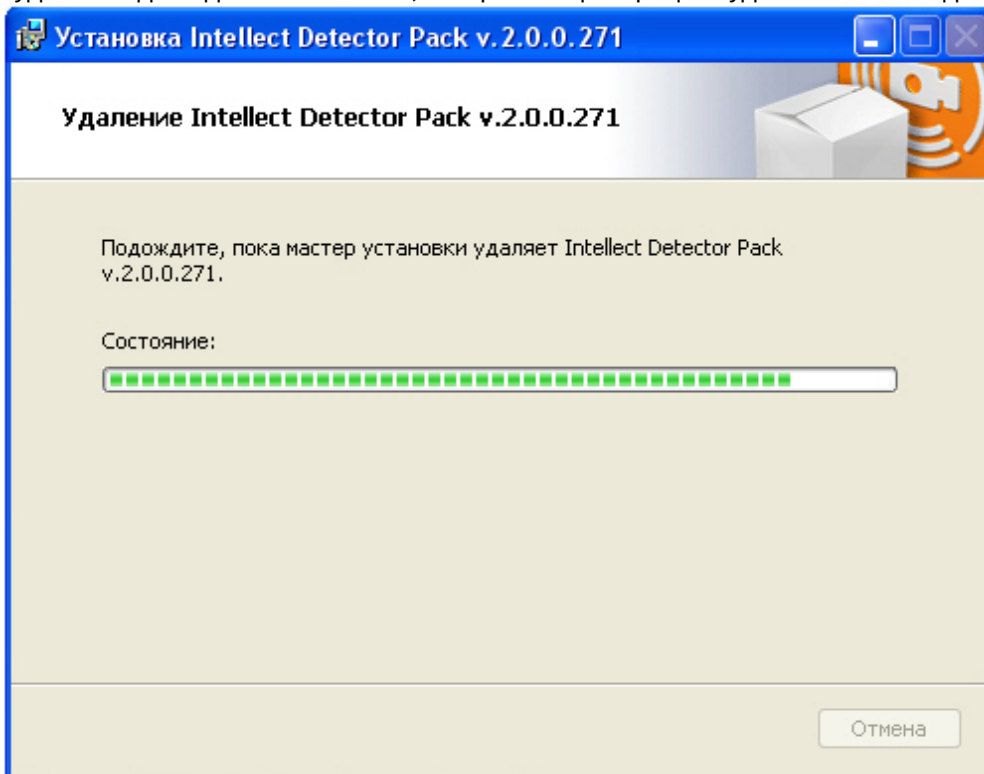 Установка Intellect Detector Pack v.2.0.0.271
Удаление Intellect Detector Pack v.2.0.0.271
Подождите, пока мастер установки удаляет Intellect Detector Pack
v.2.0.0.271.
Состояние:
Отмена